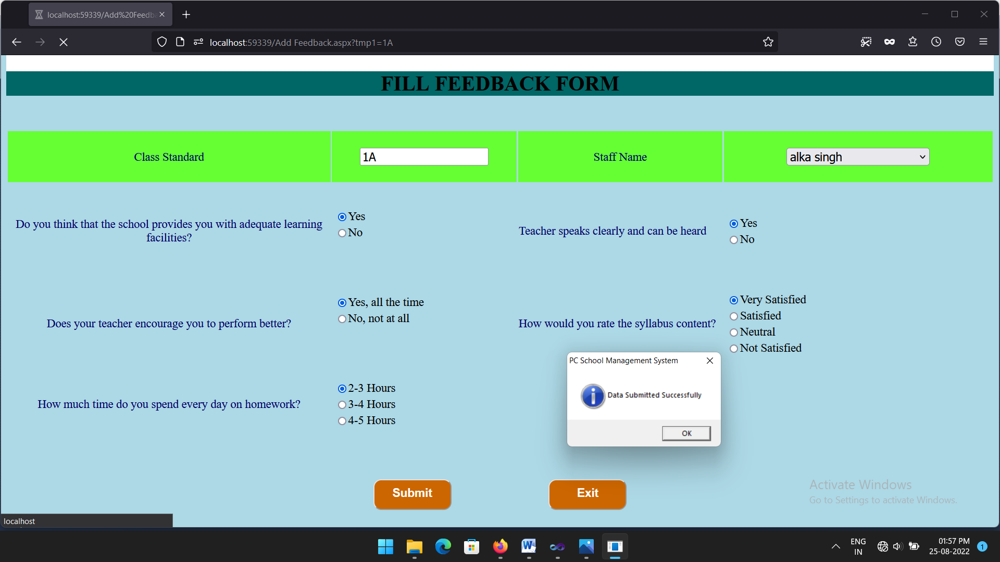 localhost:59339/Add%20Feedba
localhost:59339/Add Feedback.aspx?tmp1=1A
FILL FEEDBACK FORM
Class Standard
1A
Staff Name
alka singh
Do you think that the school provides you with adequate learning
facilities?
Yes
No
Teacher speaks clearly and can be heard
Yes
No
Does your teacher encourage you to perform better?
Yes, all the time
No, not at all
How would you rate the syllabus content?
Very Satisfied
Satisfied
Neutral
Not Satisfied
How much time do you spend every day on homework?
2-3 Hours
3-4 Hours
4-5 Hours
PC School Management System
Data Submitted Successfully
OK
Submit
Exit
Activate Windows
Go to Settings to activate Windows.
localhost
ENG
IN
01:57 PM
25-08-2022
1